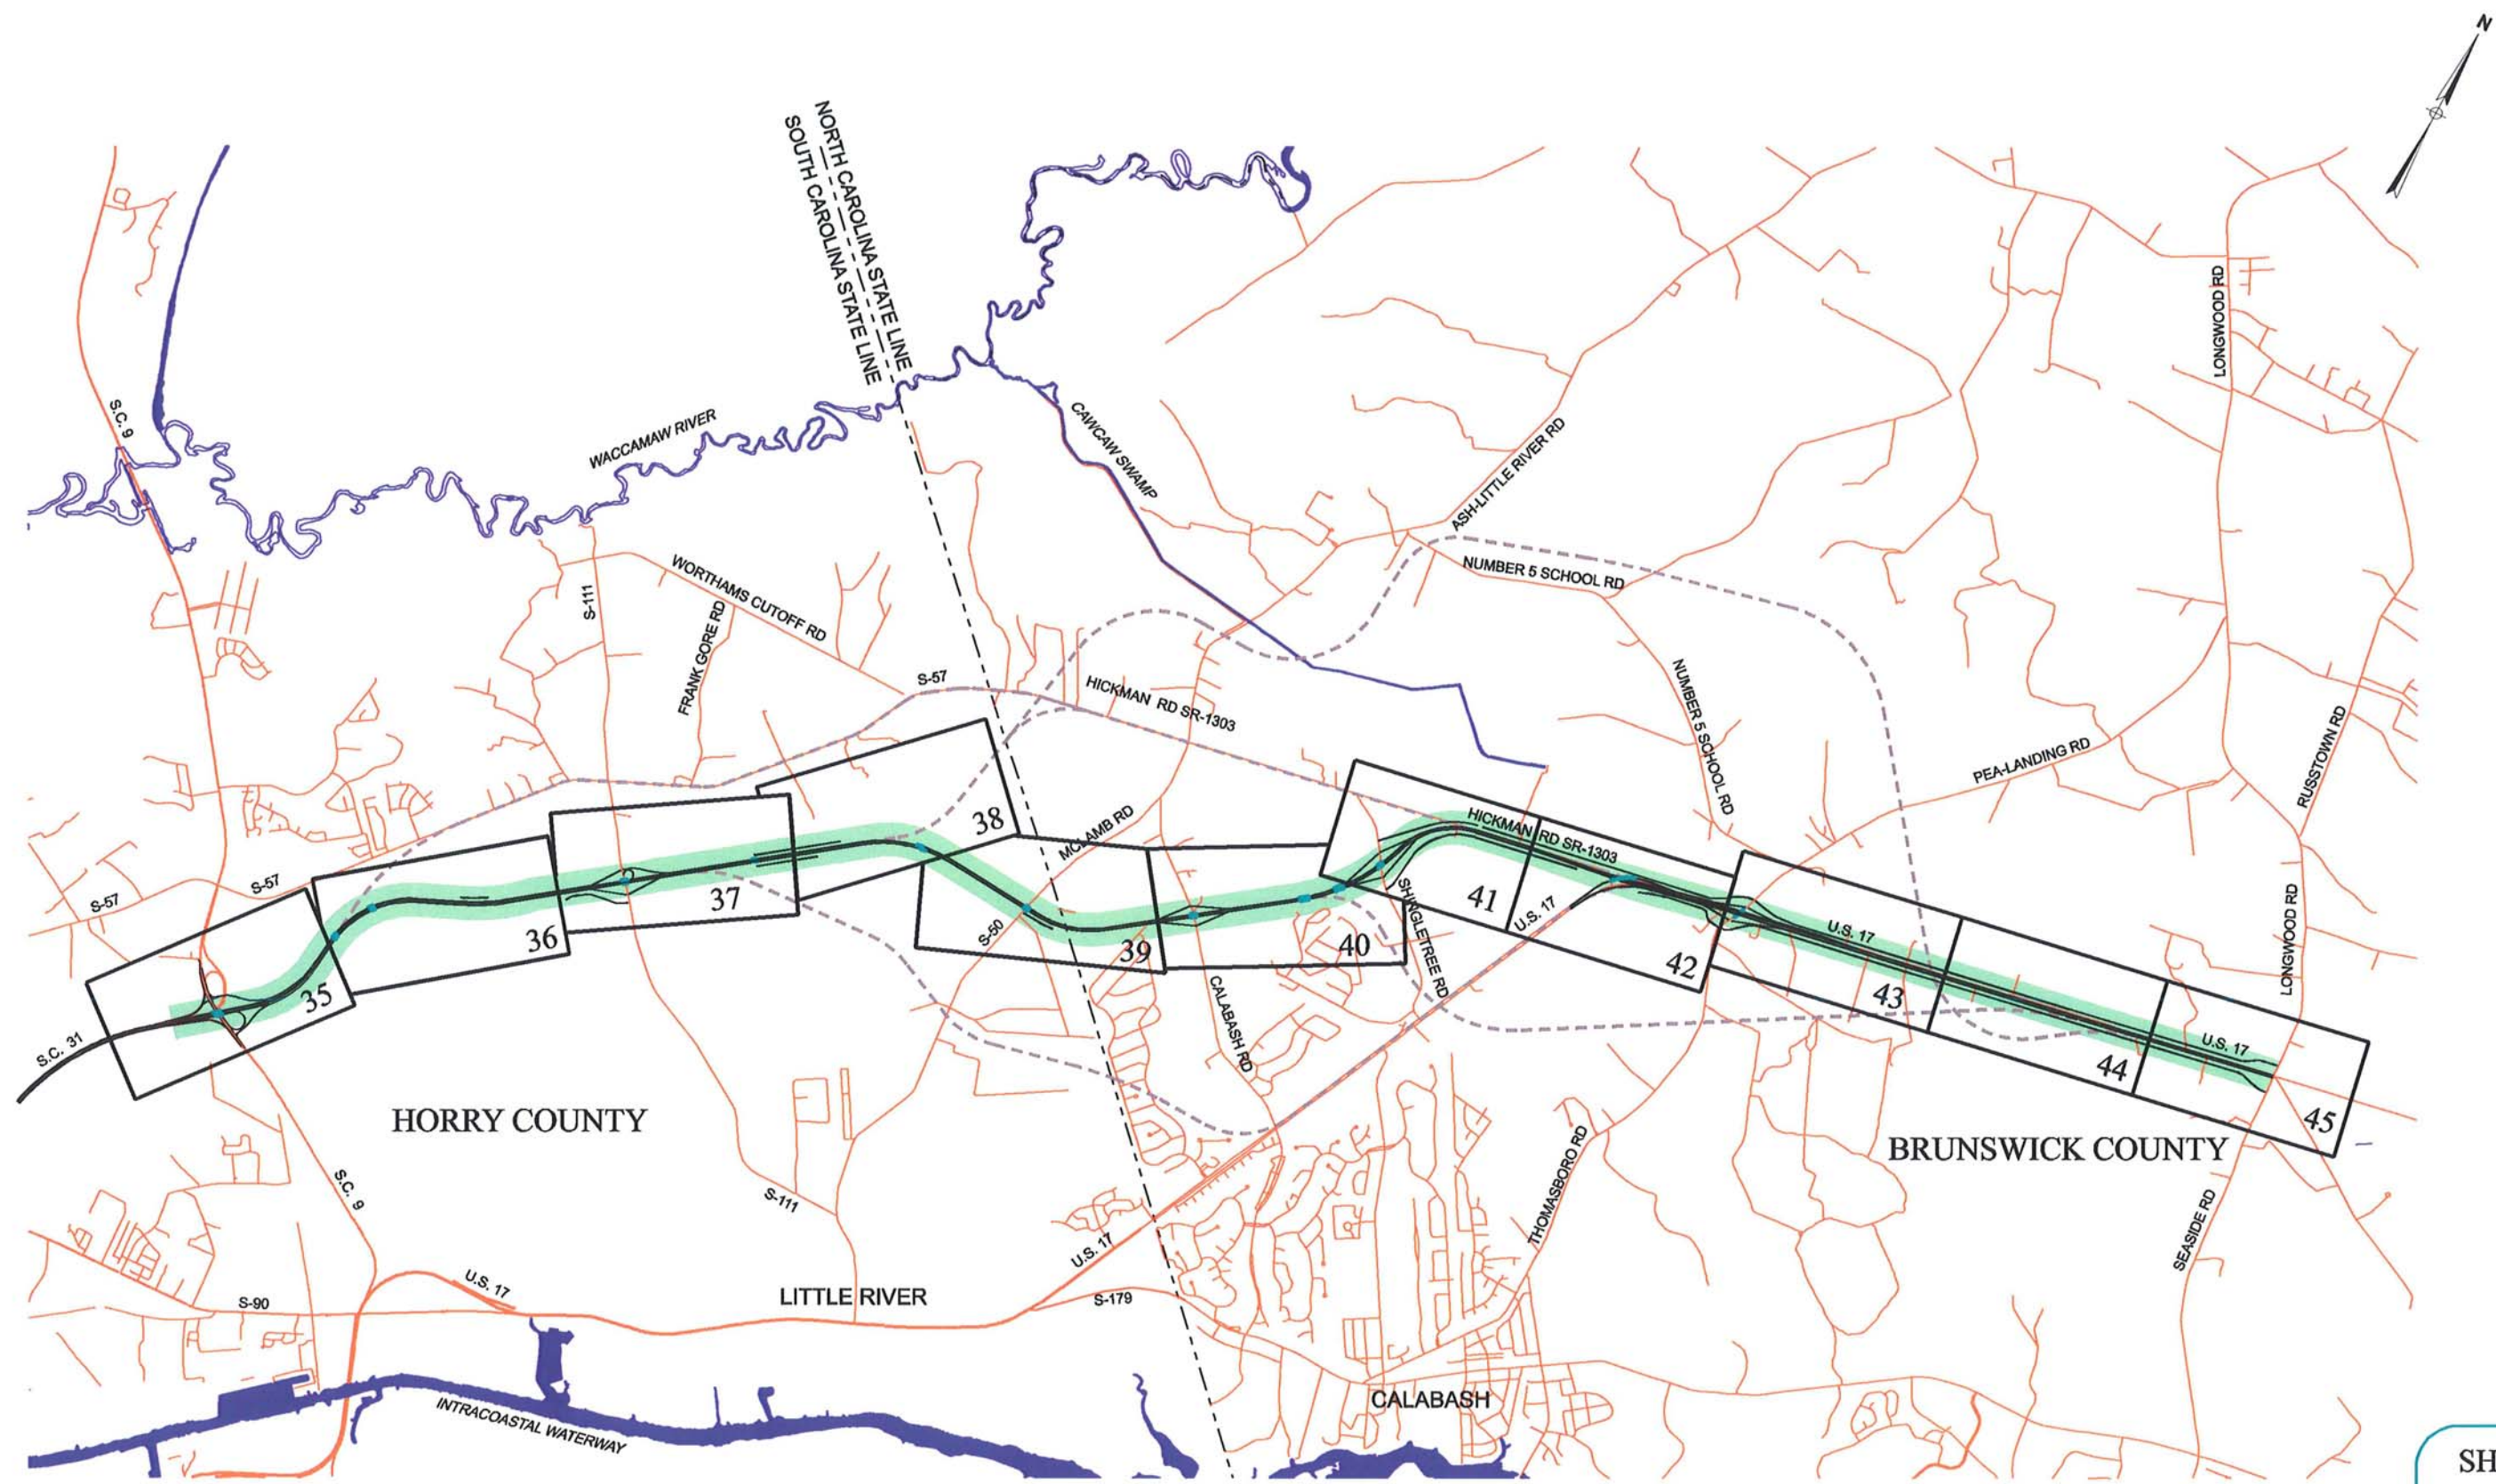 N
NORTH CAROLINA STATE LINE
SOUTH CAROLINA STATE LINE
LONGWOOD RD
S.C. 9
WACCAMAW RIVER
CAWCAW SWAMP
ASH-LITTLE RIVER RD
NUMBER 5 SCHOOL RD
WORTHAMS CUTOFF RD
S-111
FRANK GORE RD
S-57
HICKMAN RD SR-1303
NUMBER 5 SCHOOL RD
PEA-LANDING RD
RUSSTOWN RD
38
MCLAMB RD
HICKMAN RD SR-1303
S-57
S-57
37
41
SHINGLETREE RD
U.S. 17
U.S. 17
LONGWOOD RD
36
S-50
39
40
42
35
43
CALABASH RD
S.C. 31
U.S. 17
44
HORRY COUNTY
45
BRUNSWICK COUNTY
S.C. 9
S-111
THOMASBORO RD
SEASIDE RD
U.S. 17
U.S. 17
S-90
LITTLE RIVER
S-179
CALABASH
INTRACOASTAL WATERWAY
SH